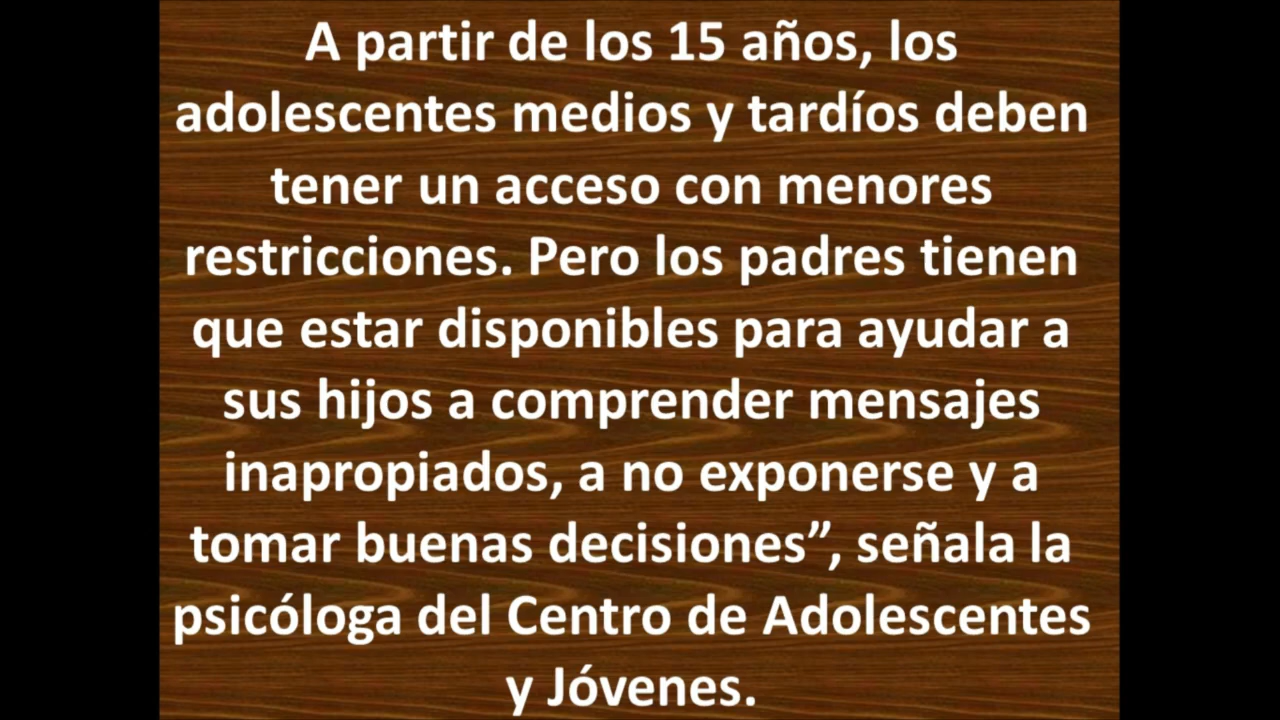 A partir de los 15 años, los
adolescentes medios y tardíos deben
tener un acceso con menores
restricciones. Pero los padres tienen
que estar disponibles para ayudar a
sus hijos a comprender mensajes
inapropiados, a no exponerse y a
tomar buenas decisiones”, señala la
psicóloga del Centro de Adolescentes
y Jóvenes.